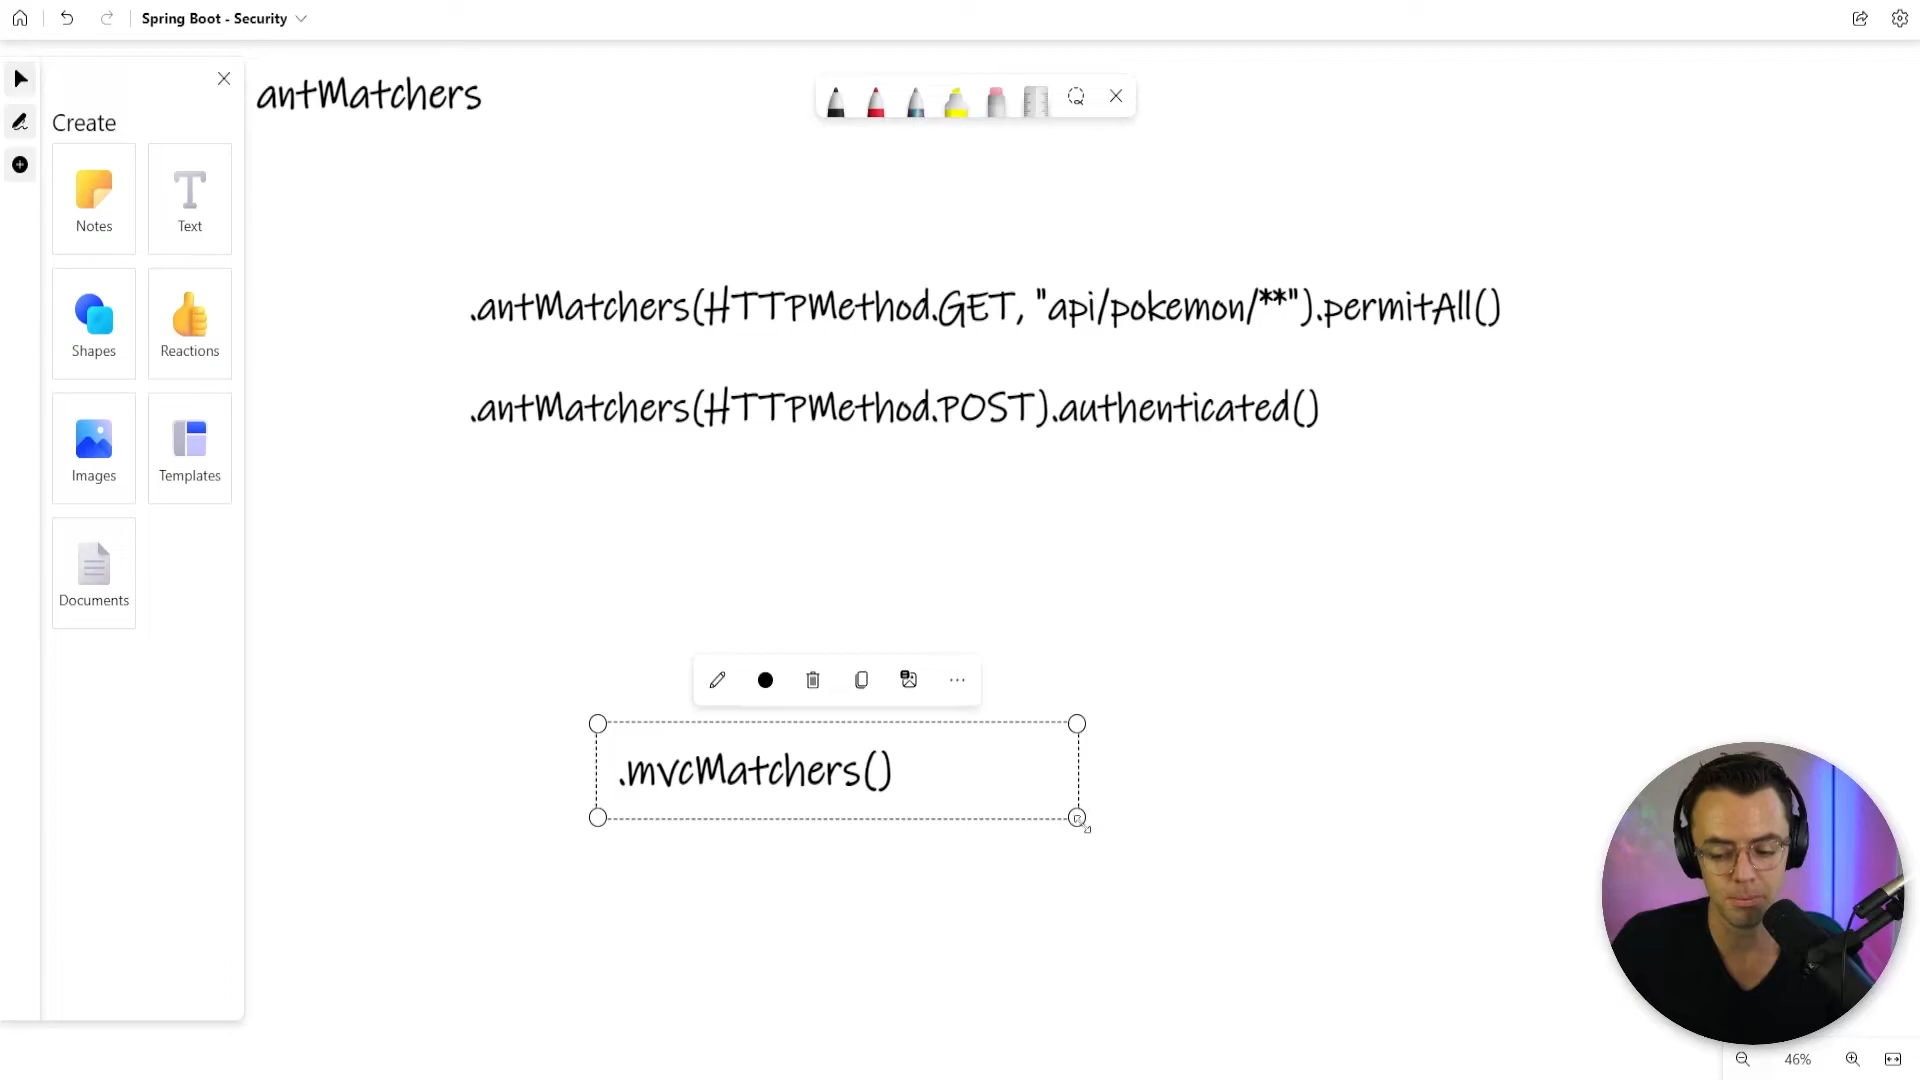 Spring Boot - Security
antMatchers
Create
Notes
Text
Shapes
Reactions
Images
Templates
Documents
.antMatchers(HTTPMethod.GET, "api/pokemon/**").permitAll()
.antMatchers(HTTPMethod.POST).authenticated()
.mvcMatchers()
46%